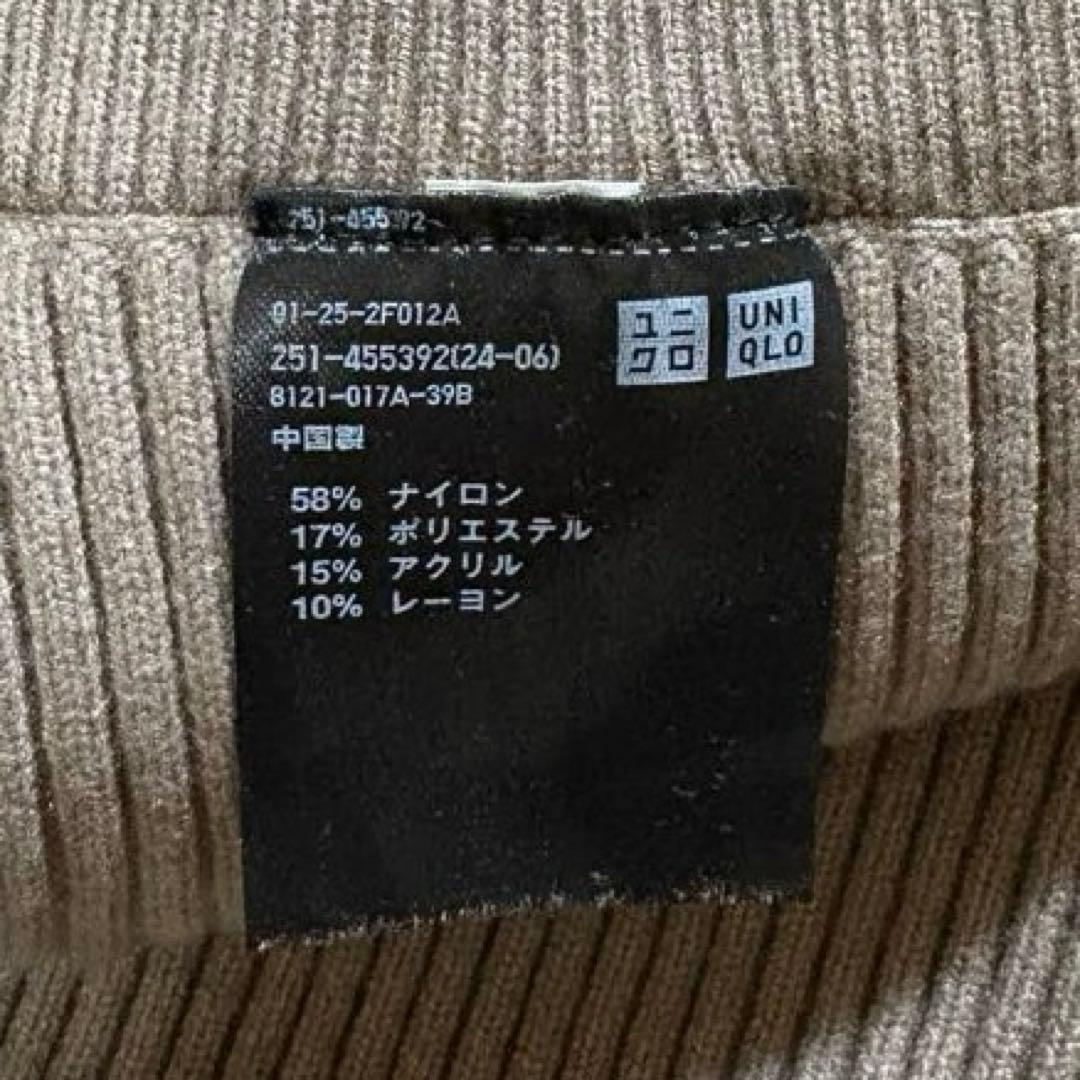 251-455392
01-25-2F012A
251-455392(24-06)
8121-017A-39B
中国製
ユニ
クロ
UNI
QLO
58% ナイロン
17% ポリエステル
15% アクリル
10% レーヨン